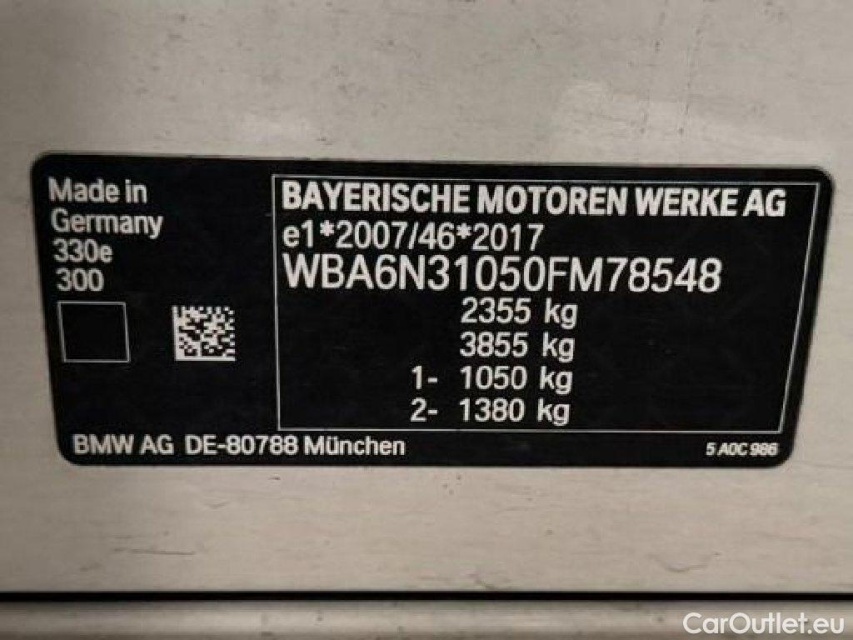 Made in
Germany
330e
300
BAYERISCHE MOTOREN WERKE AG
e1*2007/46*2017
WBA6N31050FM78548
2355 kg
3855 kg
1- 1050 kg
2- 1380 kg
BMW AG DE-80788 München
5 A0C 986
CarOutlet.eu